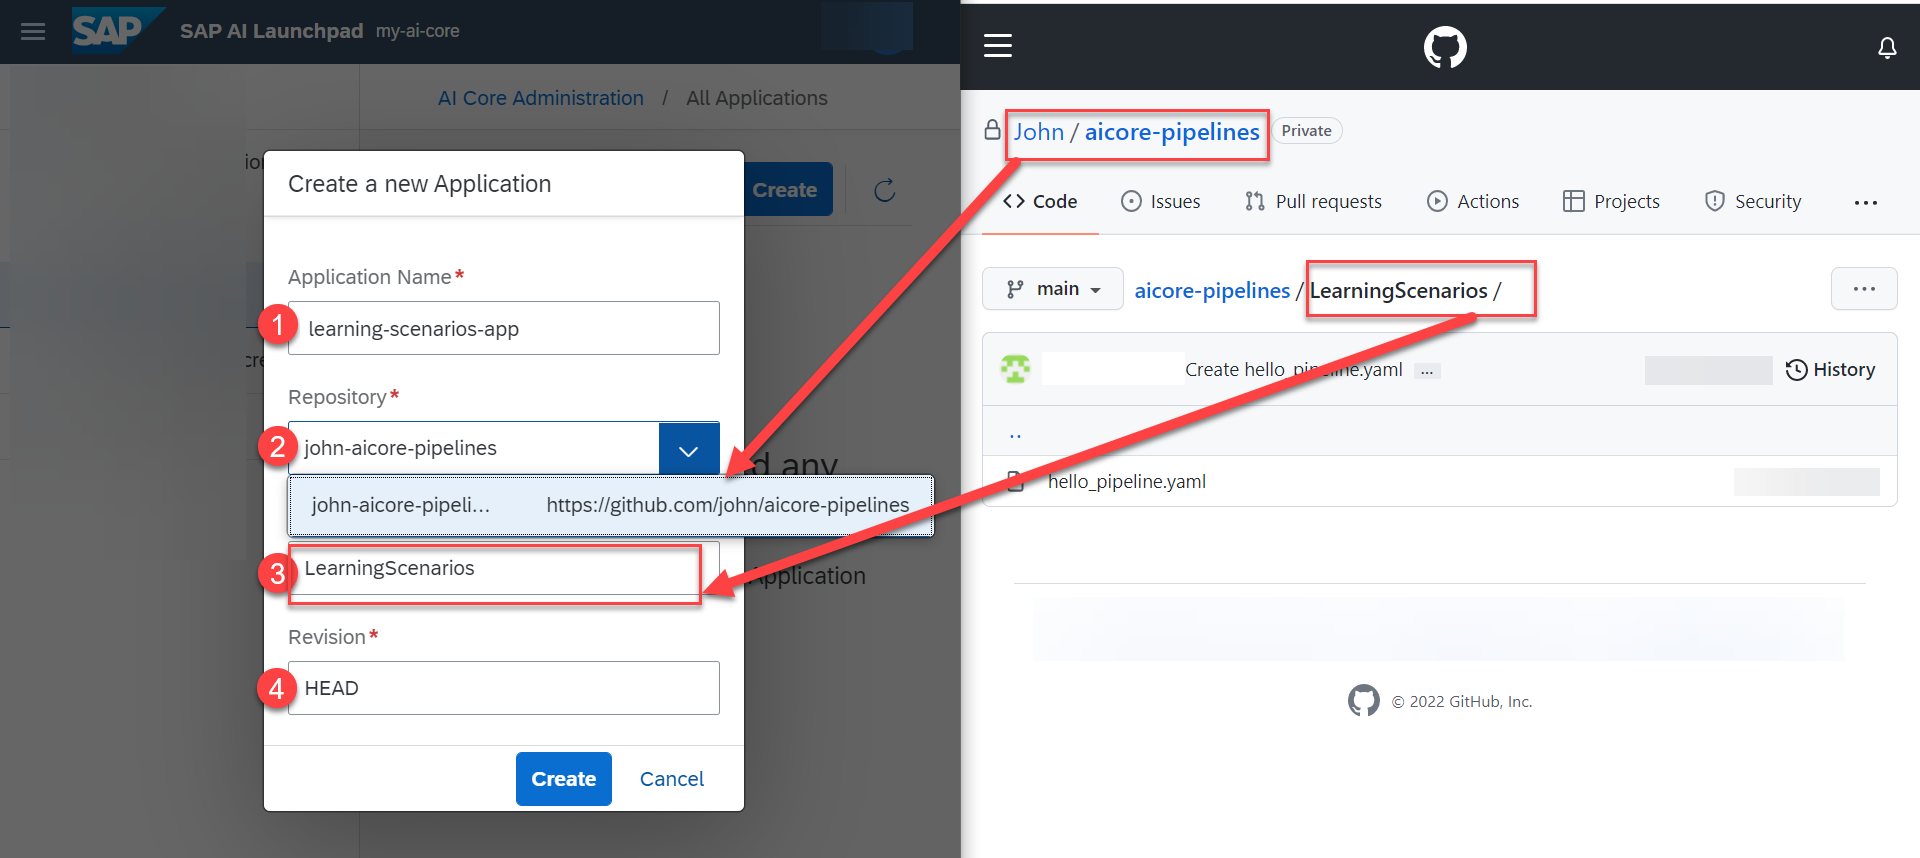 SAP SAP AI Launchpad my-ai-core
AI Core Administration / All Applications
Create
Create a new Application
Application Name*
1 learning-scenarios-app
Repository*
2 john-aicore-pipelines
john-aicore-pipeli... https://github.com/john/aicore-pipelines
3 LearningScenarios
Revision*
4 HEAD
Create Cancel
d any
Application
John / aicore-pipelines Private
Code Issues Pull requests Actions Projects Security ...
main aicore-pipelines / LearningScenarios / ...
Create hello_pipeline.yaml ... History
..
hello_pipeline.yaml
© 2022 GitHub, Inc.